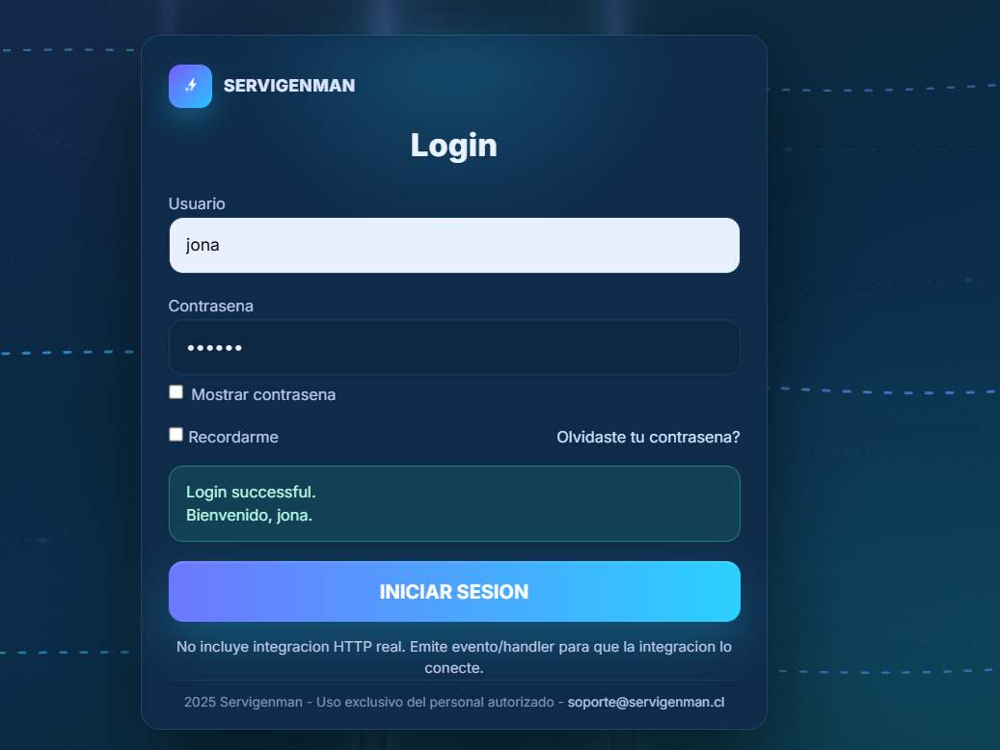 SERVIGENMAN
Login
Usuario
jona
Contrasena
••••••
Mostrar contrasena
Recordarme
Olvidaste tu contrasena?
Login successful.
Bienvenido, jona.
INICIAR SESION
No incluye integracion HTTP real. Emite evento/handler para que la integracion lo
conecte.
2025 Servigenman - Uso exclusivo del personal autorizado - soporte@servigenman.cl